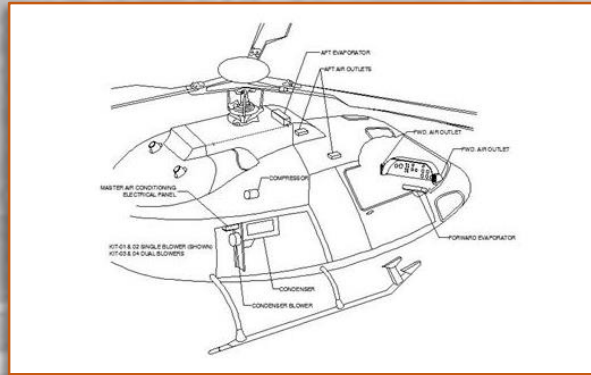 AFT EVAPORATOR
AFT AIR OUTLETS
FWD. AIR OUTLET
FWD. AIR OUTLET
COMPRESSOR
MASTER AIR CONDITIONING
ELECTRICAL PANEL
FORWARD EVAPORATOR
KIT-01 & 02 SINGLE BLOWER (SHOWN)
KIT-03 & 04 DUAL BLOWERS
CONDENSER
CONDENSER BLOWER